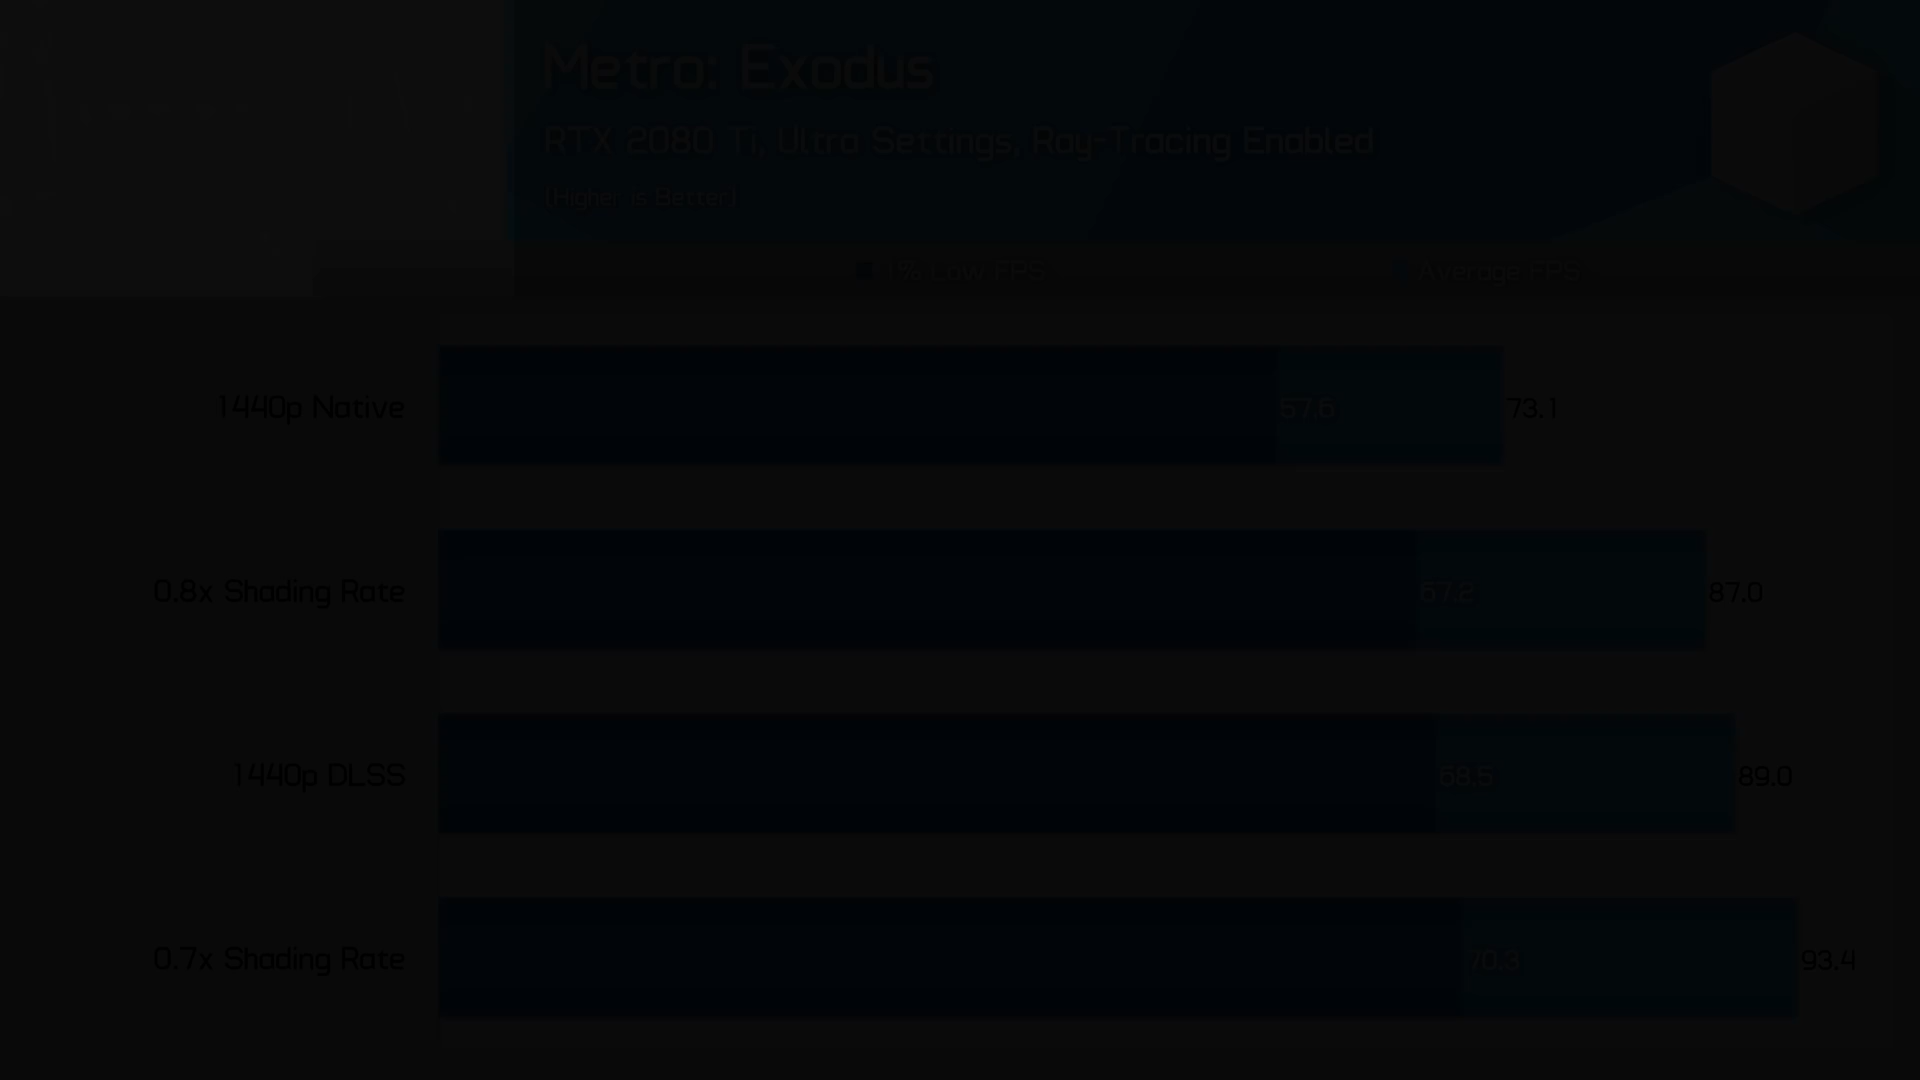 Metro: Exodus
RTX 2080 Ti, Ultra Settings, Ray-Tracing Enabled
(Higher is Better)
1% Low FPS
Average FPS
1440p Native
57.6
73.1
0.8x Shading Rate
67.2
87.0
1440p DLSS
68.5
89.0
0.7x Shading Rate
70.3
93.4